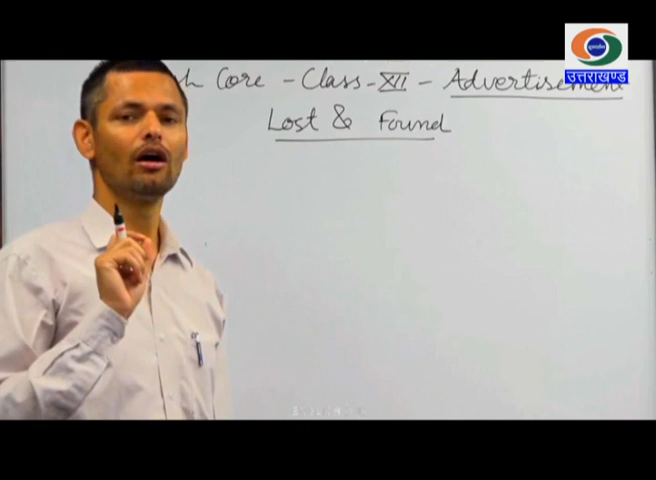 उत्तराखण्ड
Core - Class - XII - Advertisement
Lost & Found